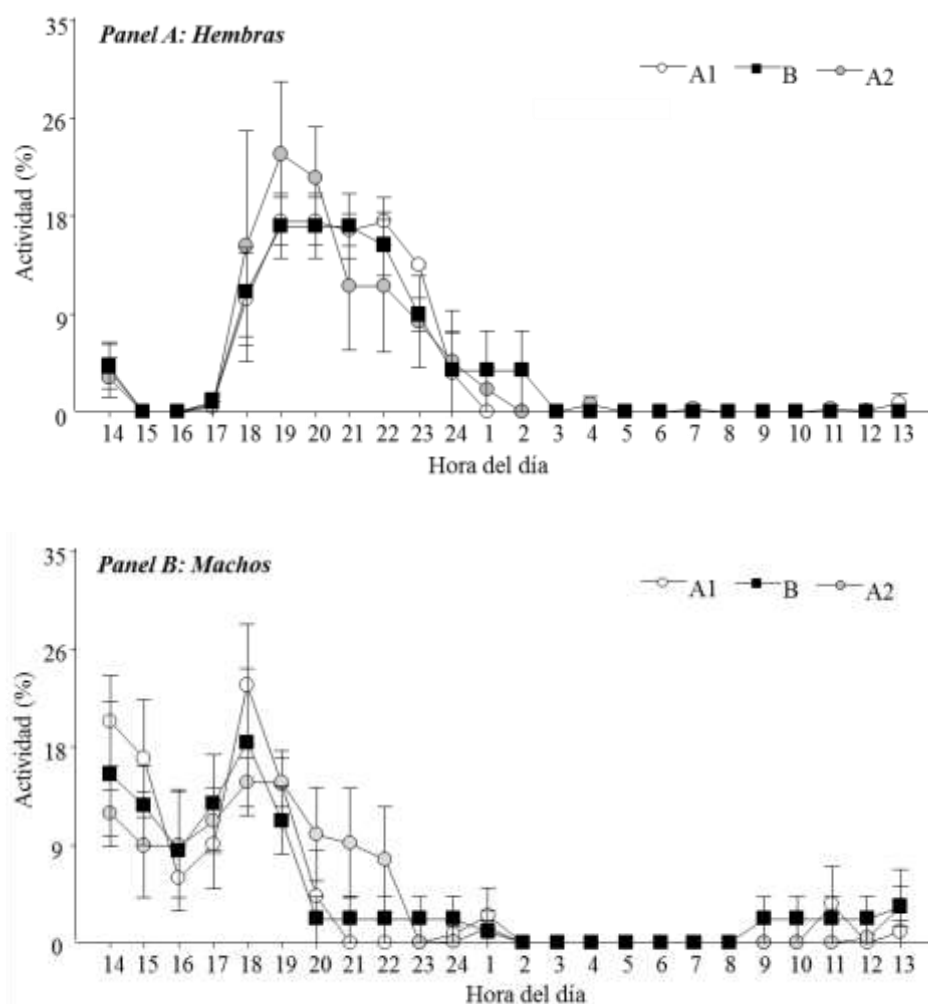 Panel A: Hembras
A1 B A2
35
26
18
9
0
Actividad (%)
14 15 16 17 18 19 20 21 22 23 24 1 2 3 4 5 6 7 8 9 10 11 12 13
Hora del día
Panel B: Machos
A1 B A2
35
26
18
9
0
Actividad (%)
14 15 16 17 18 19 20 21 22 23 24 1 2 3 4 5 6 7 8 9 10 11 12 13
Hora del día